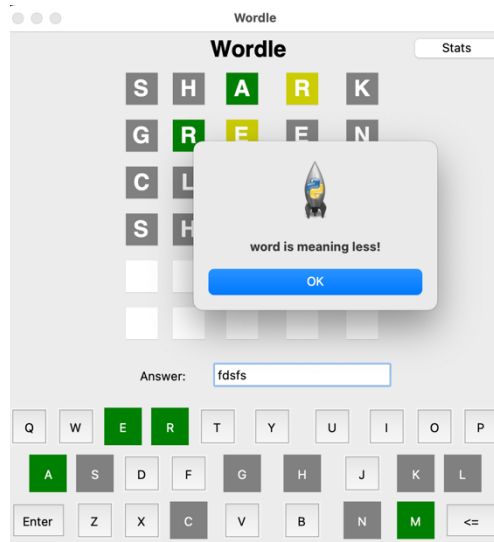 Wordle
Wordle
Stats
S H A R K
G R E E N
C L
S H
word is meaning less!
OK
Answer: fdsfs
Q W E R T Y U I O P
A S D F G H J K L
Enter Z X C V B N M <=